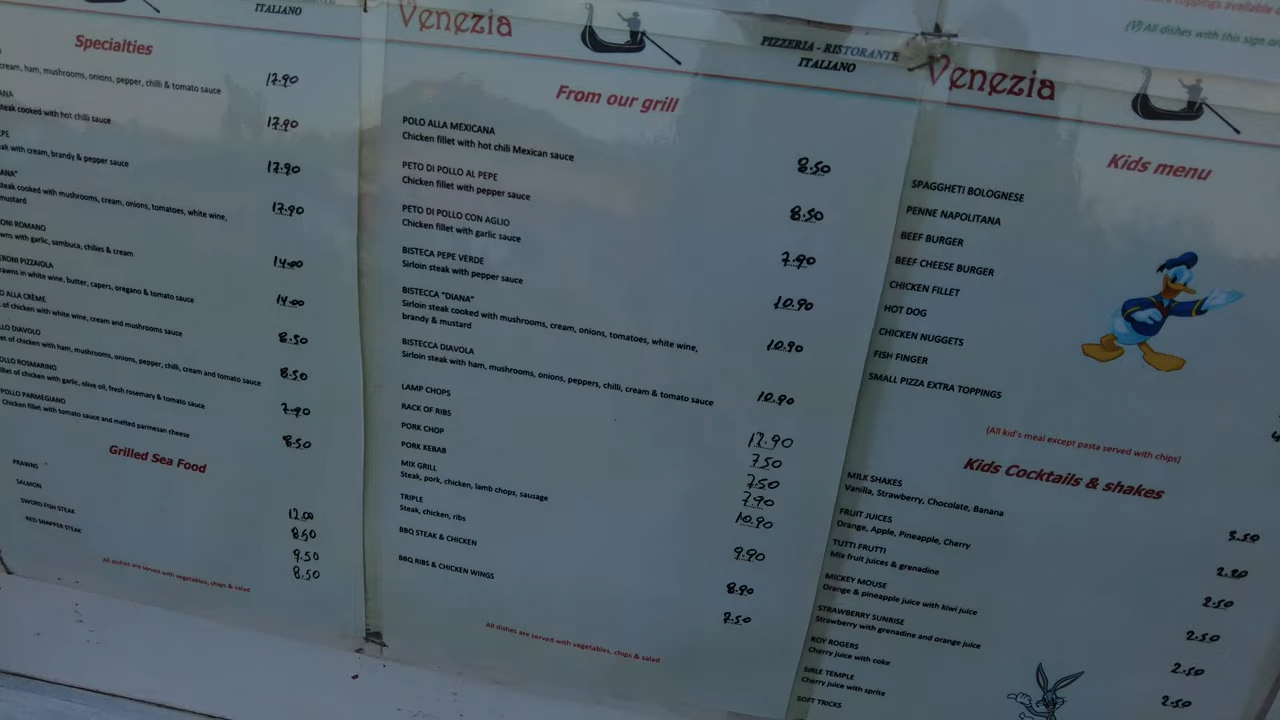 ITALIANO
Specialties
cream, ham, mushrooms, onions, pepper, chilli & tomato sauce 17.90
steak cooked with hot chilli sauce 17.90
with cream, brandy & pepper sauce 17.90
steak cooked with mushrooms, cream, onions, tomatoes, white wine, 17.90
mustard
ROMANO
with garlic, sambuca, chilies & cream 14.00
PIZZAIOLA
in white wine, butter, capers, oregano & tomato sauce 14.00
ALLA CRÈME
of chicken with white wine, cream and mushrooms sauce 8.50
DIAVOLO
of chicken with ham, mushrooms, onions, pepper, chilli, cream and tomato sauce 8.50
ROSMARINO
of chicken with garlic, olive oil, fresh rosemary & tomato sauce 7.90
POLLO PARMEGIANO
Chicken fillet with tomato sauce and melted parmesan cheese 8.50
Grilled Sea Food
PRAWNS 12.00
SALMON 8.50
SWORD FISH STEAK 9.50
RED SNAPPER STEAK 8.50
All dishes are served with vegetables, chips & salad
Venezia
PIZZERIA - RISTORANTE
ITALIANO
From our grill
POLO ALLA MEXICANA
Chicken fillet with hot chili Mexican sauce 8.50
PETO DI POLLO AL PEPE
Chicken fillet with pepper sauce 8.50
PETO DI POLLO CON AGLIO
Chicken fillet with garlic sauce 7.90
BISTECA PEPE VERDE
Sirloin steak with pepper sauce 10.90
BISTECCA "DIANA"
Sirloin steak cooked with mushrooms, cream, onions, tomatoes, white wine, 10.90
brandy & mustard
BISTECCA DIAVOLA
Sirloin steak with ham, mushrooms, onions, peppers, chilli, cream & tomato sauce 10.90
LAMP CHOPS 12.90
RACK OF RIBS 7.50
PORK CHOP 7.50
PORK KEBAB 7.90
MIX GRILL 10.90
Steak, pork, chicken, lamb chops, sausage
TRIPLE 9.90
Steak, chicken, ribs
BBQ STEAK & CHICKEN 8.90
BBQ RIBS & CHICKEN WINGS 7.50
All dishes are served with vegetables, chips & salad
toppings available
(V) All dishes with this sign
Venezia
Kids menu
SPAGGHETI BOLOGNESE
PENNE NAPOLITANA
BEEF BURGER
BEEF CHEESE BURGER
CHICKEN FILLET
HOT DOG
CHICKEN NUGGETS
FISH FINGER
SMALL PIZZA EXTRA TOPPINGS
(All kid's meal except pasta served with chips)
Kids Cocktails & shakes
MILK SHAKES
Vanilla, Strawberry, Chocolate, Banana 3.50
FRUIT JUICES
Orange, Apple, Pineapple, Cherry 2.20
TUTTI FRUTTI
Mix fruit juices & grenadine 2.50
MICKEY MOUSE
Orange & pineapple juice with kiwi juice 2.50
STRAWBERRY SUNRISE
Strawberry with grenadine and orange juice 2.50
ROY ROGERS
Cherry juice with coke 2.50
SIRLE TEMPLE
Cherry juice with sprite
SOFT TRICKS